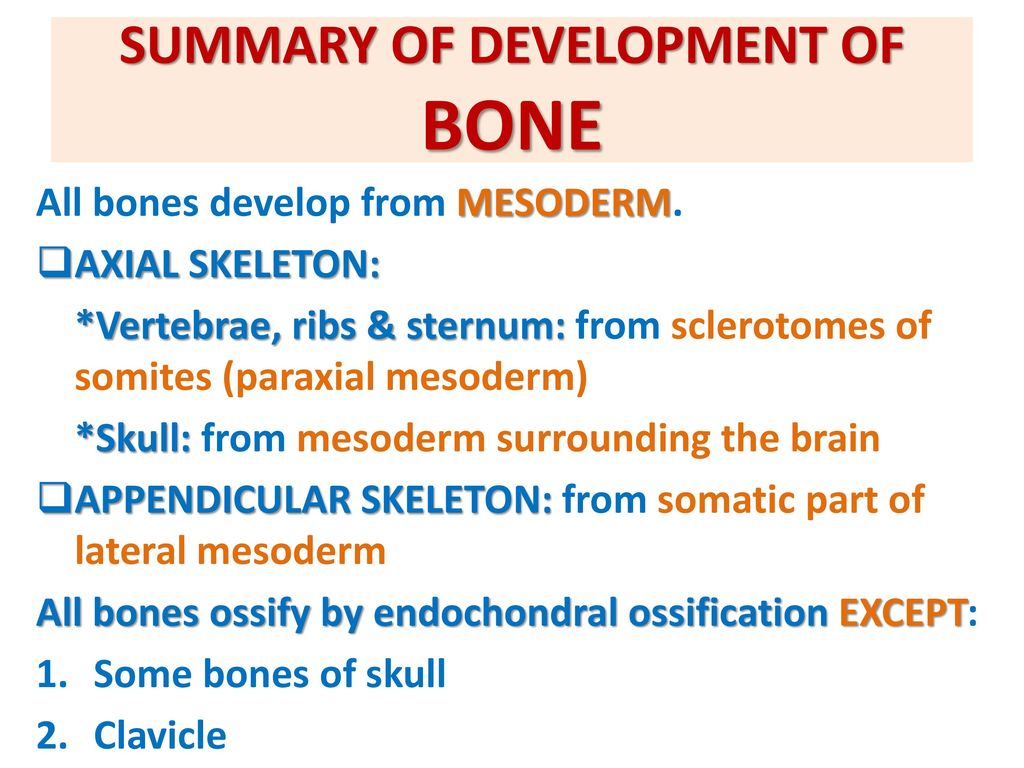 SUMMARY OF DEVELOPMENT OF
BONE
All bones develop from MESODERM.
❑AXIAL SKELETON:
*Vertebrae, ribs & sternum: from sclerotomes of
somites (paraxial mesoderm)
*Skull: from mesoderm surrounding the brain
❑APPENDICULAR SKELETON: from somatic part of
lateral mesoderm
All bones ossify by endochondral ossification EXCEPT:
1. Some bones of skull
2. Clavicle